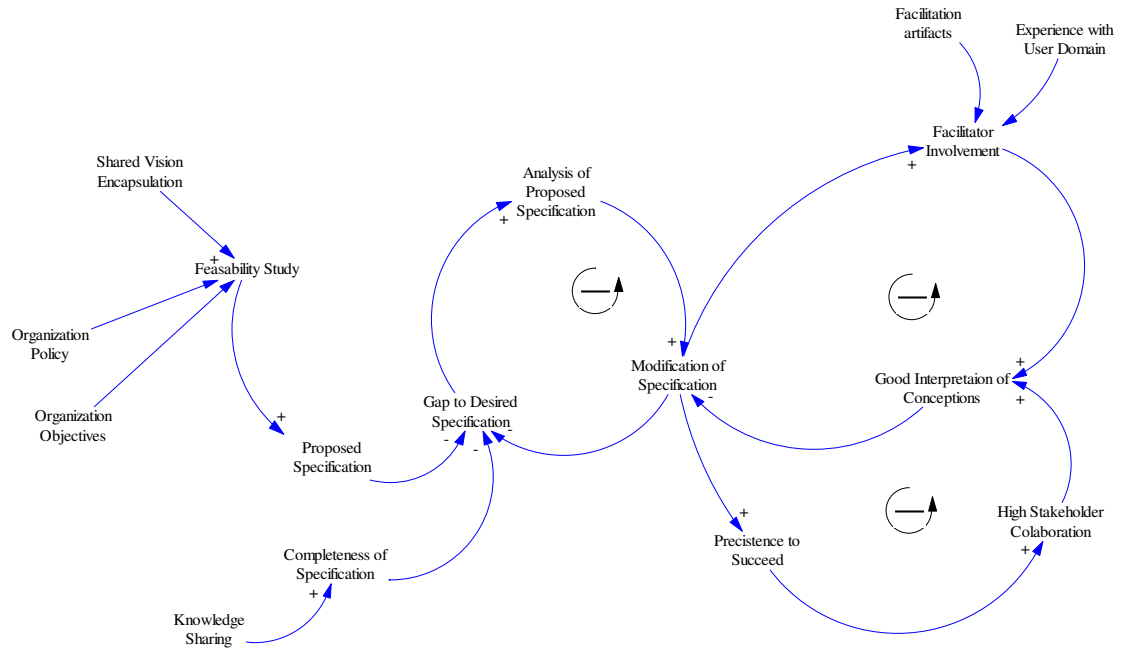 Facilitation
artifacts
Experience with
User Domain
Facilitator
Involvement
+
Shared Vision
Encapsulation
Analysis of
Proposed
Specification
+
+
Feasability Study
Organization
Policy
Organization
Objectives
+
Proposed
Specification
Gap to Desired
Specification
-
-
-
+
Modification of
Specification
-
+
Good Interpretaion of
Conceptions
+
+
Precistence to
Succeed
High Stakeholder
Colaboration
+
Completeness of
Specification
+
Knowledge
Sharing